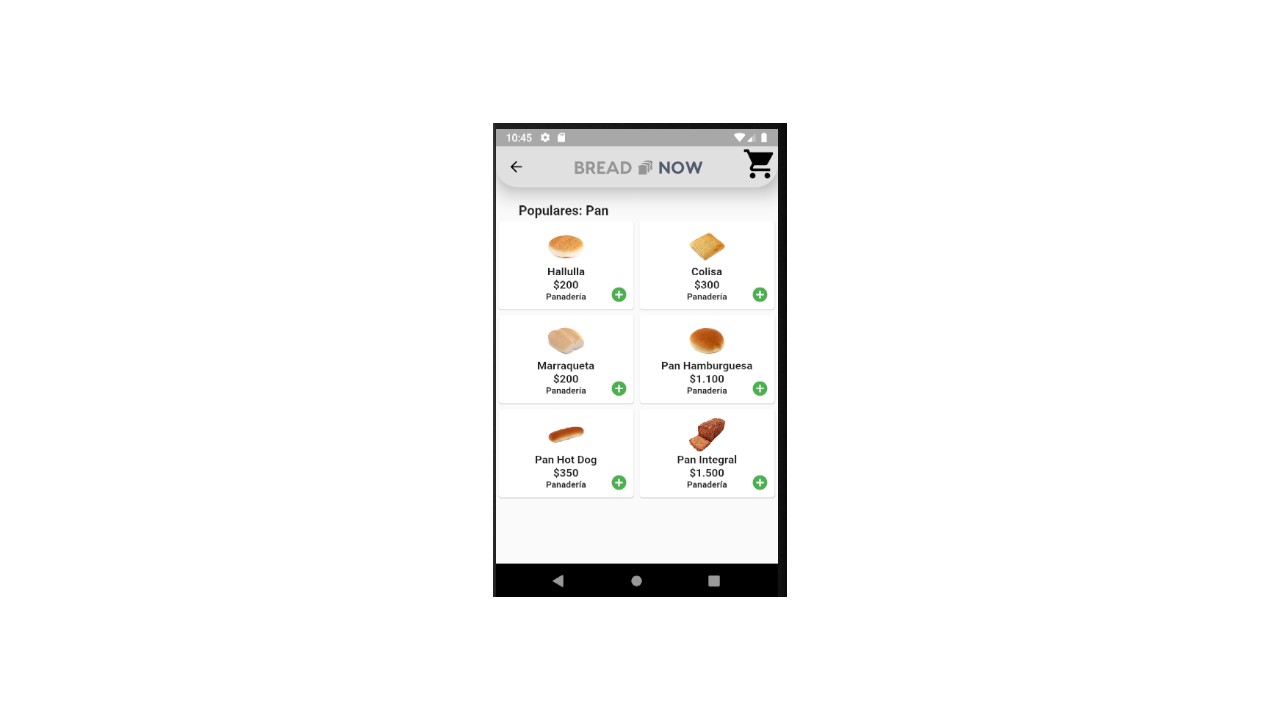 10:45
BREAD NOW
Populares: Pan
Hallulla
$200
Panadería
Colisa
$300
Panadería
Marraqueta
$200
Panadería
Pan Hamburguesa
$1.100
Panadería
Pan Hot Dog
$350
Panadería
Pan Integral
$1.500
Panadería